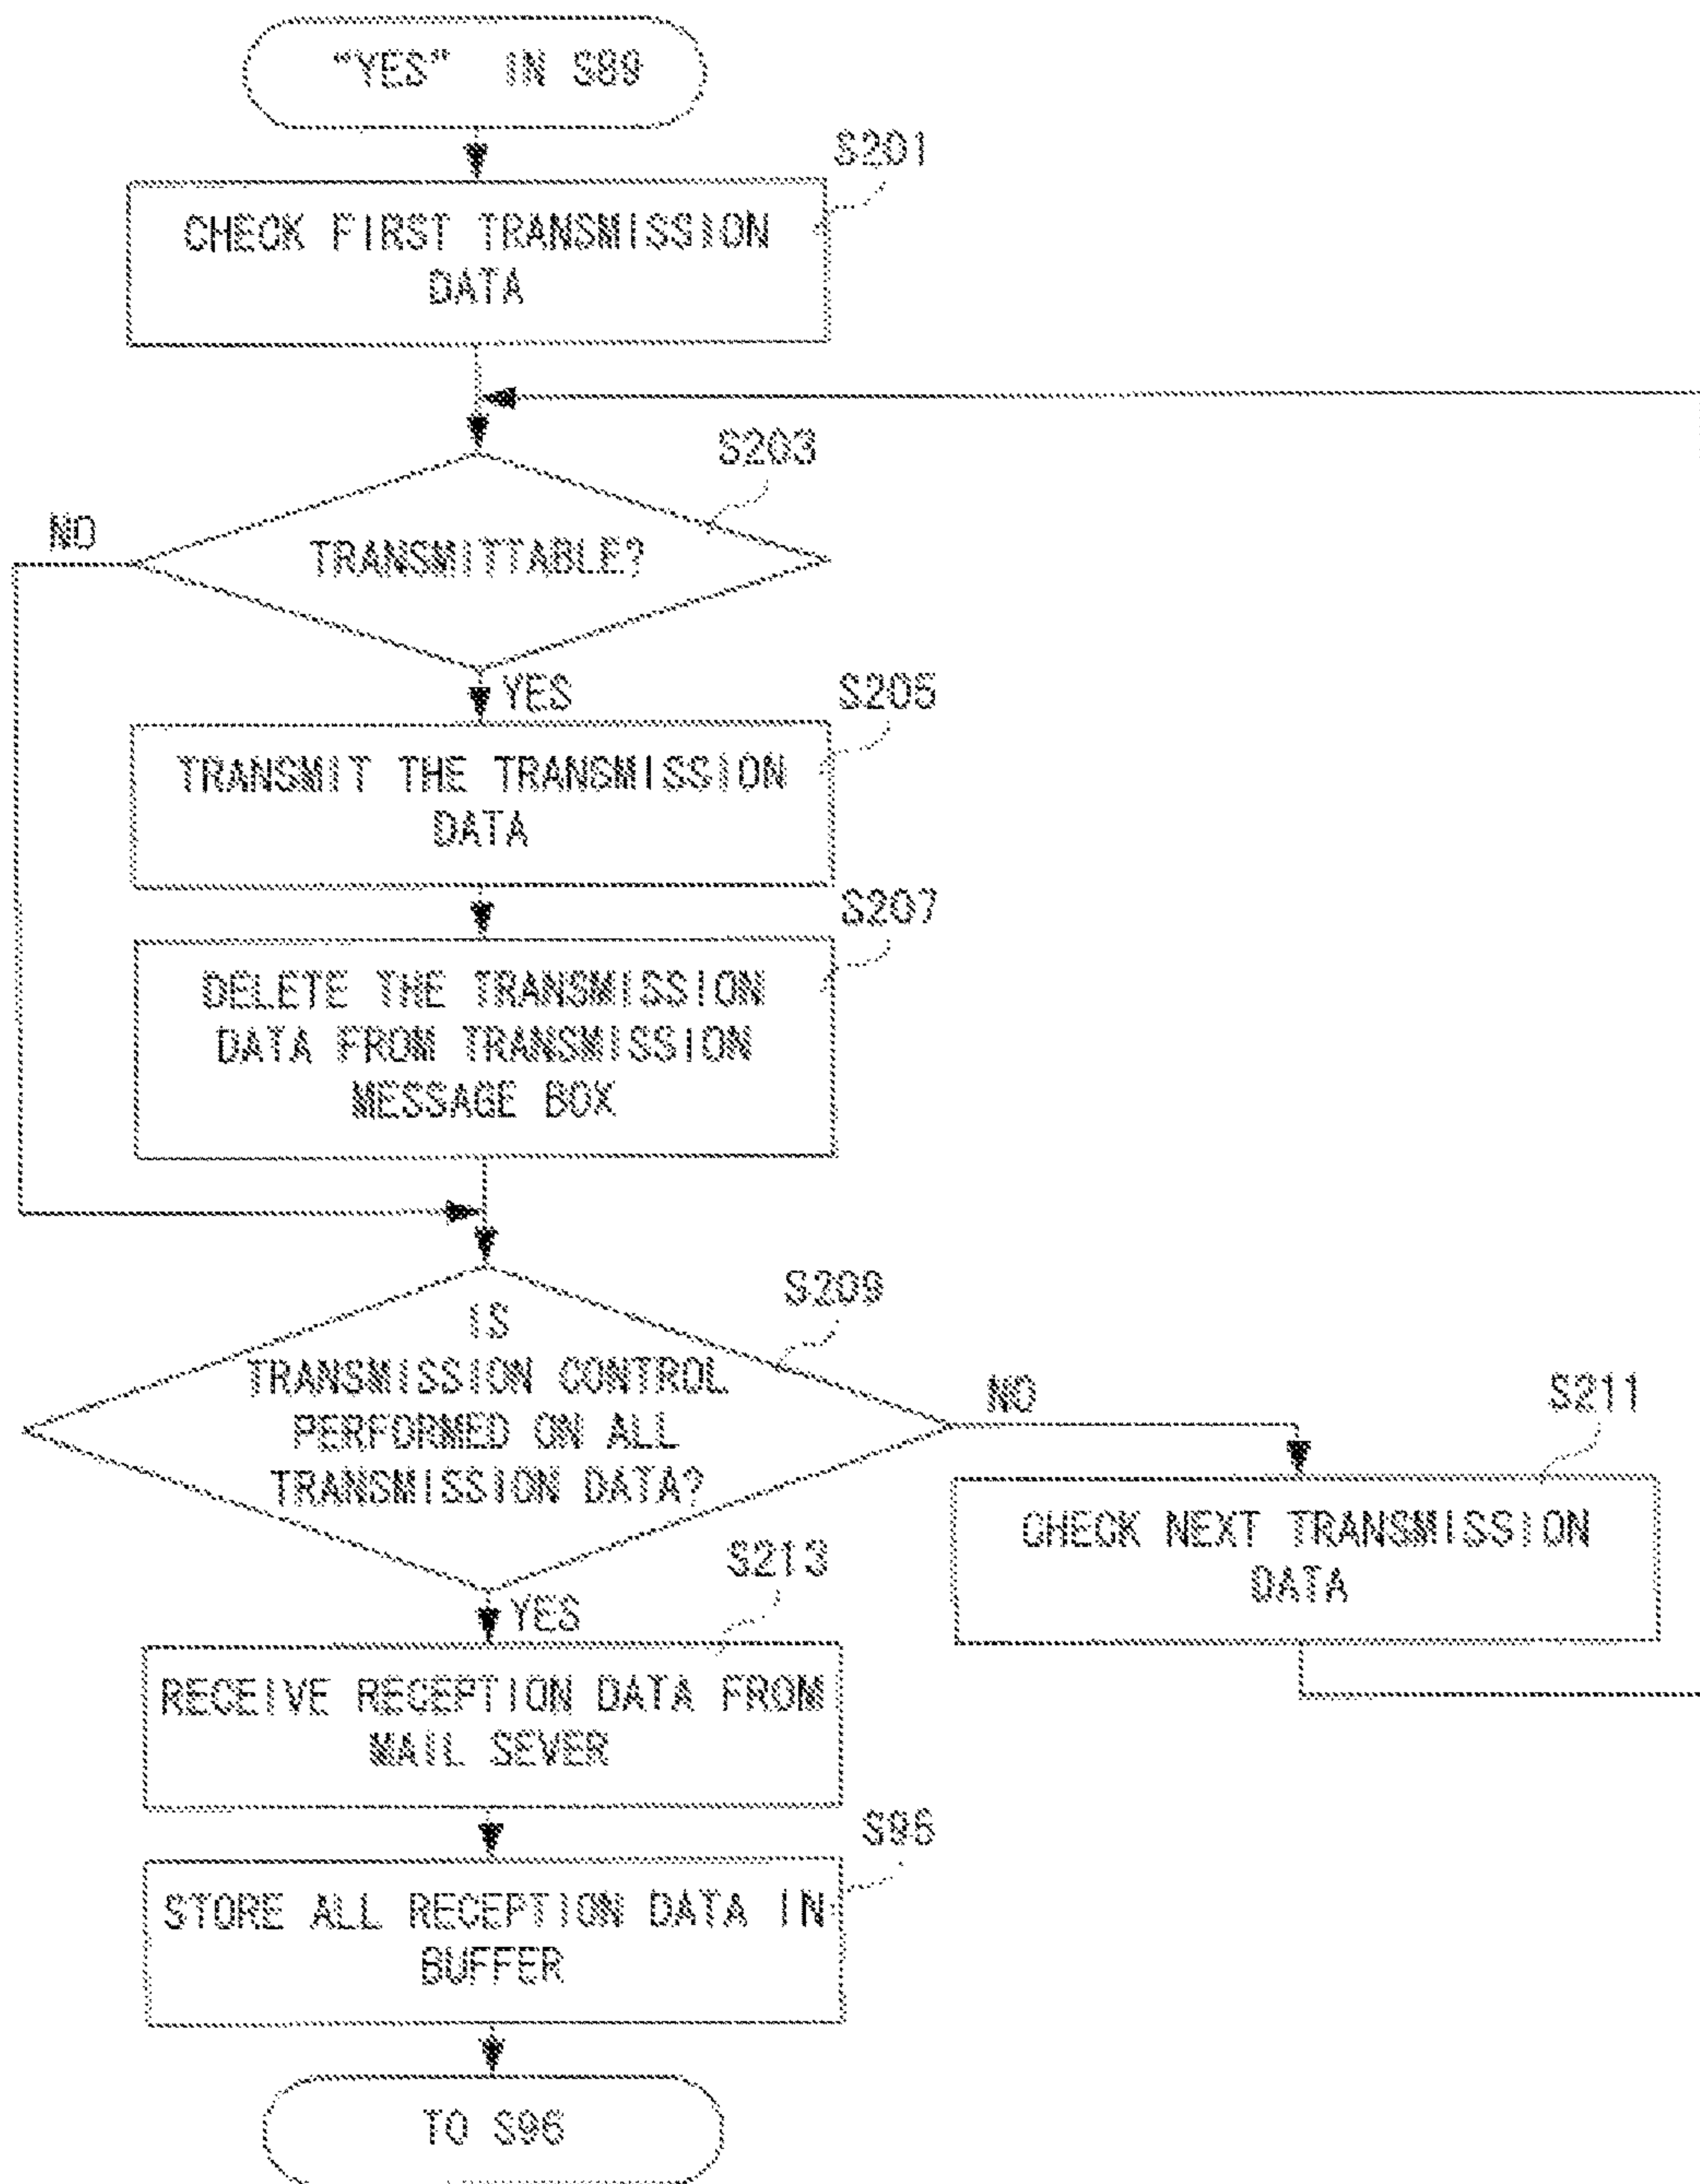 "YES" IN S89
S201
CHECK FIRST TRANSMISSION
DATA
S203
NO
TRANSMITTABLE?
YES
S205
TRANSMIT THE TRANSMISSION
DATA
S207
DELETE THE TRANSMISSION
DATA FROM TRANSMISSION
MESSAGE BOX
S209
IS
TRANSMISSION CONTROL
PERFORMED ON ALL
TRANSMISSION DATA?
NO
S211
CHECK NEXT TRANSMISSION
DATA
S213
YES
RECEIVE RECEPTION DATA FROM
MAIL SEVER
S95
STORE ALL RECEPTION DATA IN
BUFFER
TO S96